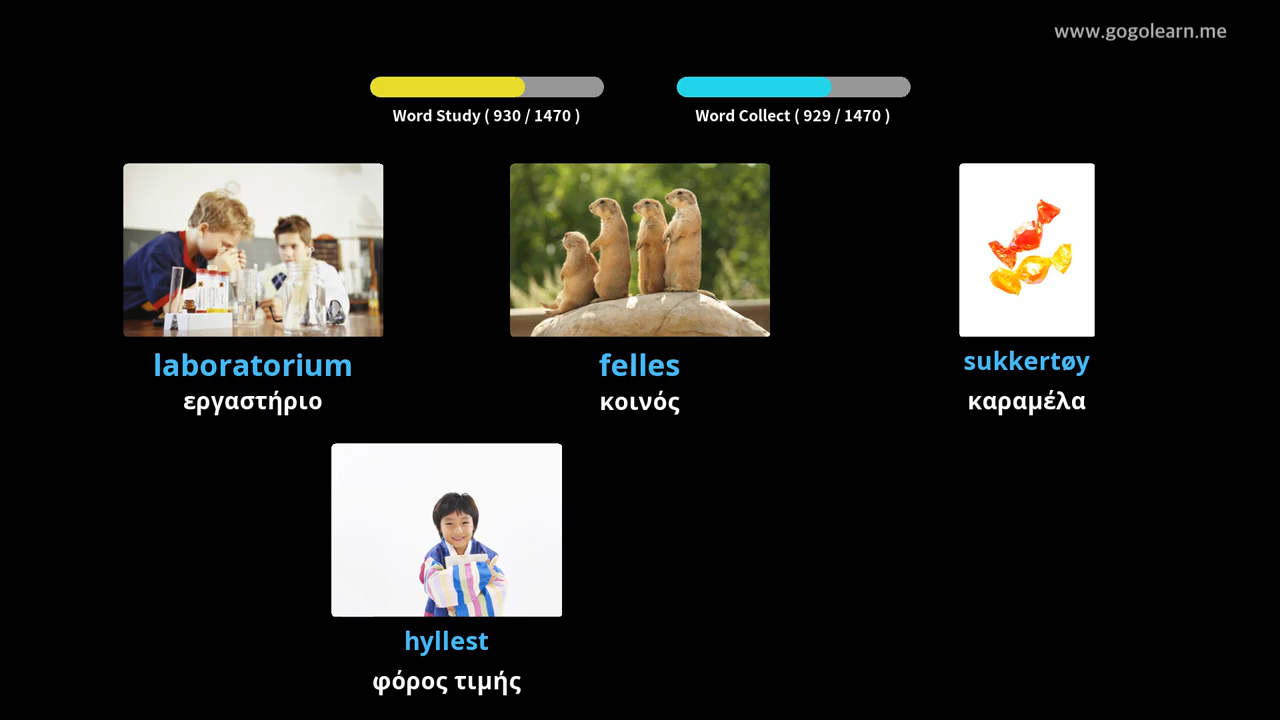 www.gogolearn.me
Word Study ( 930 / 1470 )
Word Collect ( 929 / 1470 )
laboratorium
εργαστήριο
felles
κοινός
sukkertøy
καραμέλα
hyllest
φόρος τιμής